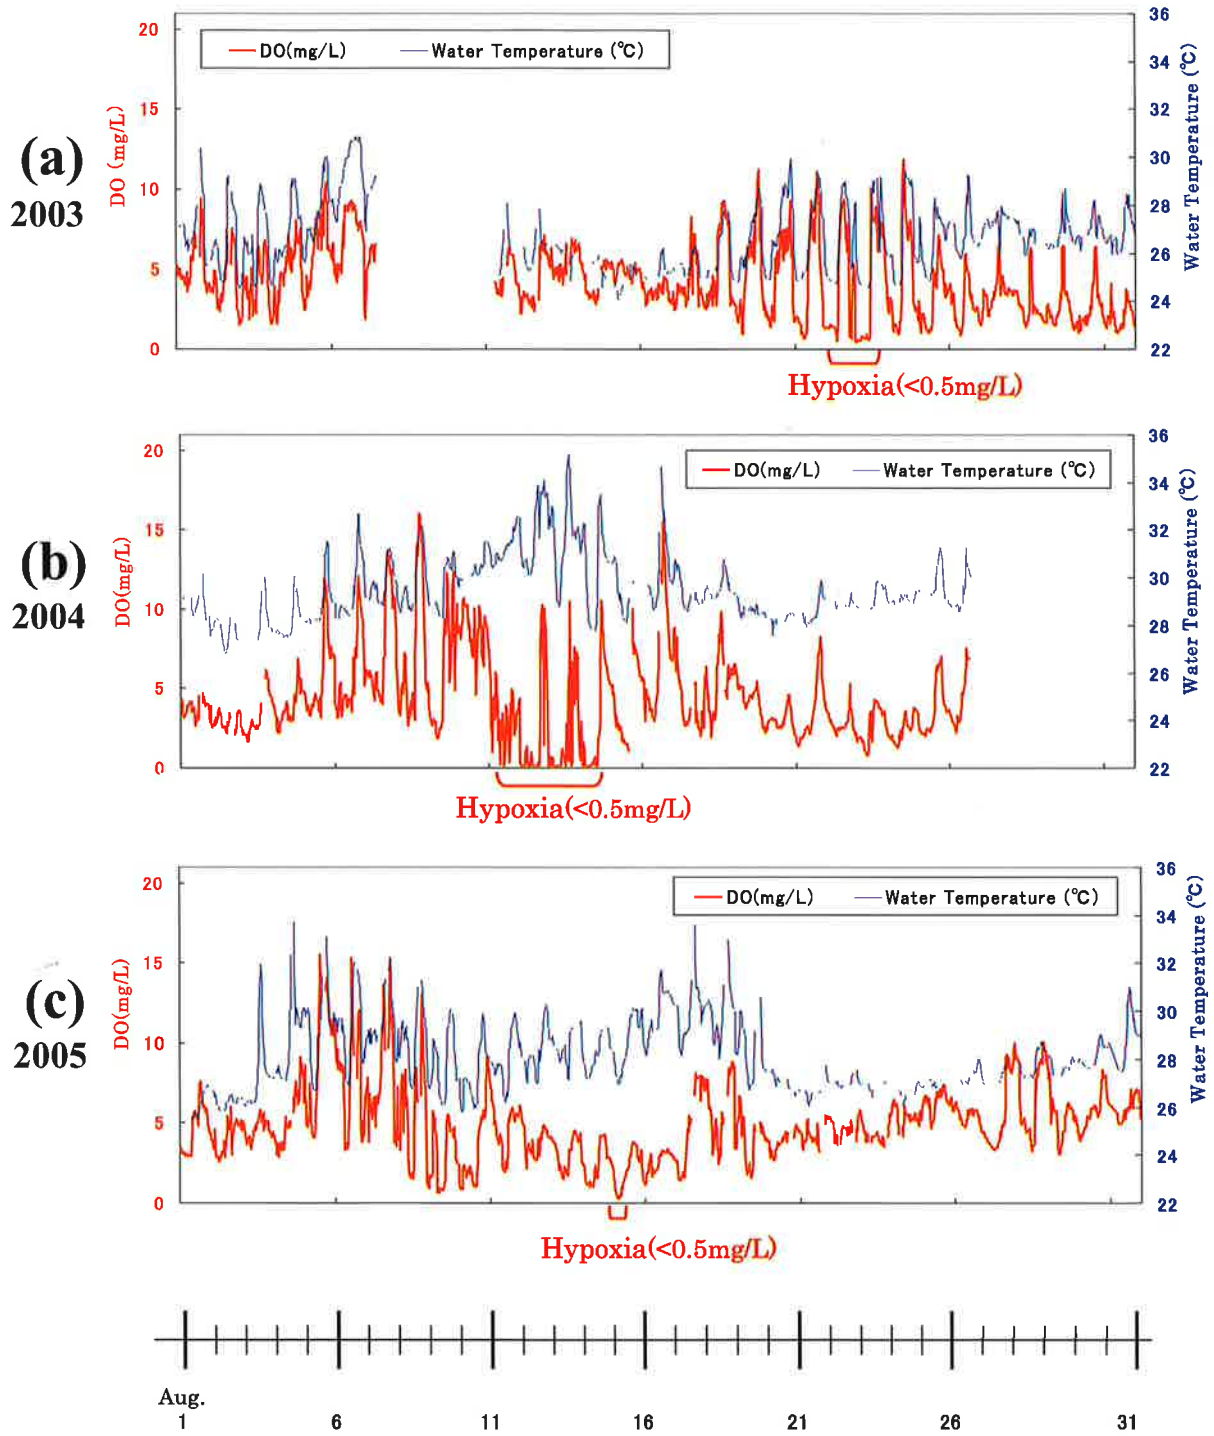 20
15
10
5
0
DO (mg/L)
DO(mg/L)
Water Temperature (℃)
36
34
32
30
28
26
24
22
Water Temperature (℃)
(a)
2003
Hypoxia(<0.5mg/L)
20
15
10
5
0
DO(mg/L)
DO(mg/L)
Water Temperature (℃)
36
34
32
30
28
26
24
22
Water Temperature (℃)
(b)
2004
Hypoxia(<0.5mg/L)
20
15
10
5
0
DO(mg/L)
DO(mg/L)
Water Temperature (℃)
36
34
32
30
28
26
24
22
Water Temperature (℃)
(c)
2005
Hypoxia(<0.5mg/L)
Aug.
1 6 11 16 21 26 31